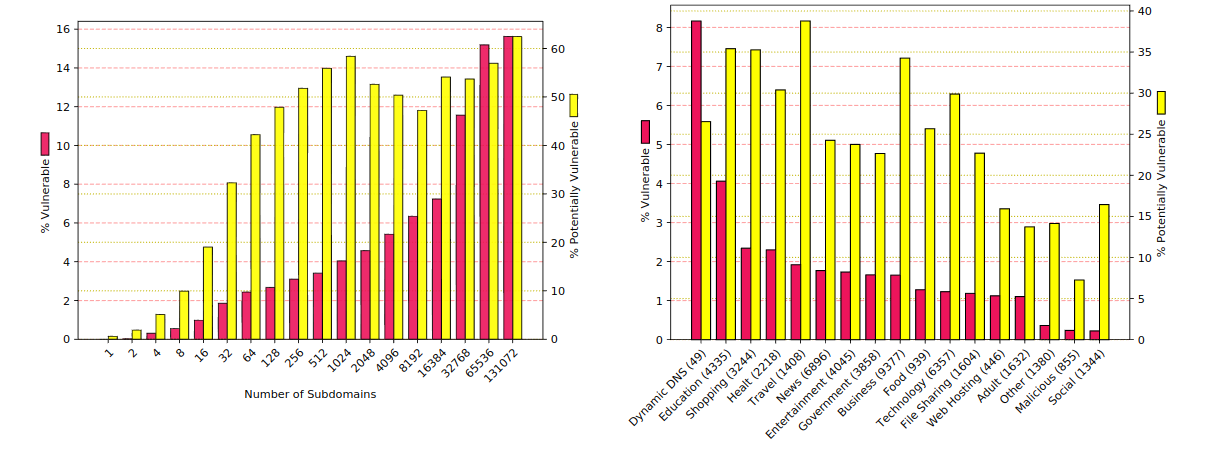 16
14
12
10
8
6
4
2
0
% Vulnerable
60
50
40
30
20
10
0
% Potentially Vulnerable
1
2
4
8
16
32
64
128
256
512
1024
2048
4096
8192
16384
32768
65536
131072
Number of Subdomains
8
7
6
5
4
3
2
1
0
% Vulnerable
40
35
30
25
20
15
10
5
0
% Potentially Vulnerable
Dynamic DNS (49)
Education (4335)
Shopping (3244)
Healt (2218)
Travel (1408)
News (6896)
Entertainment (4045)
Government (3858)
Business (9377)
Food (939)
Technology (6357)
File Sharing (1604)
Web Hosting (446)
Adult (1632)
Other (1380)
Malicious (855)
Social (1344)